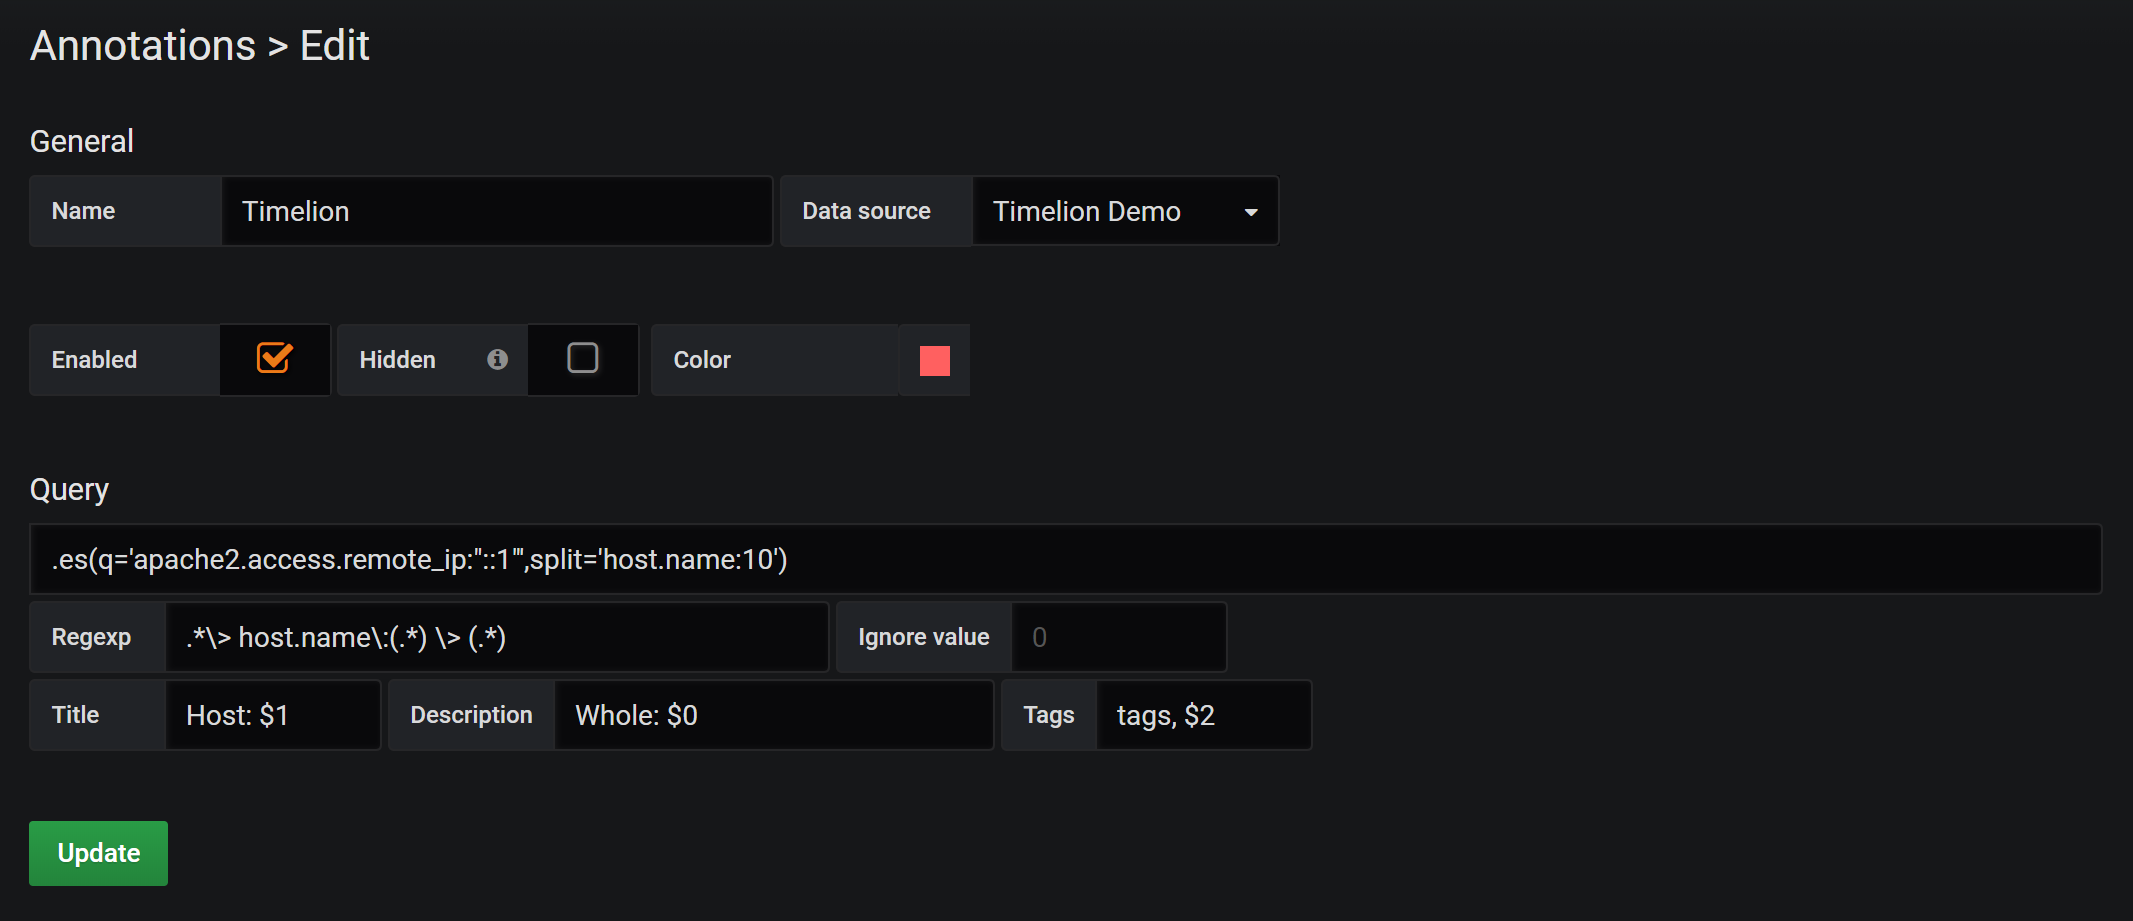 Annotations > Edit
General
Name Timelion Data source Timelion Demo
Enabled Hidden Color
Query
.es(q='apache2.access.remote_ip:"::1"',split='host.name:10')
Regexp .*\> host.name\:(.*) \> (.*) Ignore value 0
Title Host: $1 Description Whole: $0 Tags tags, $2
Update